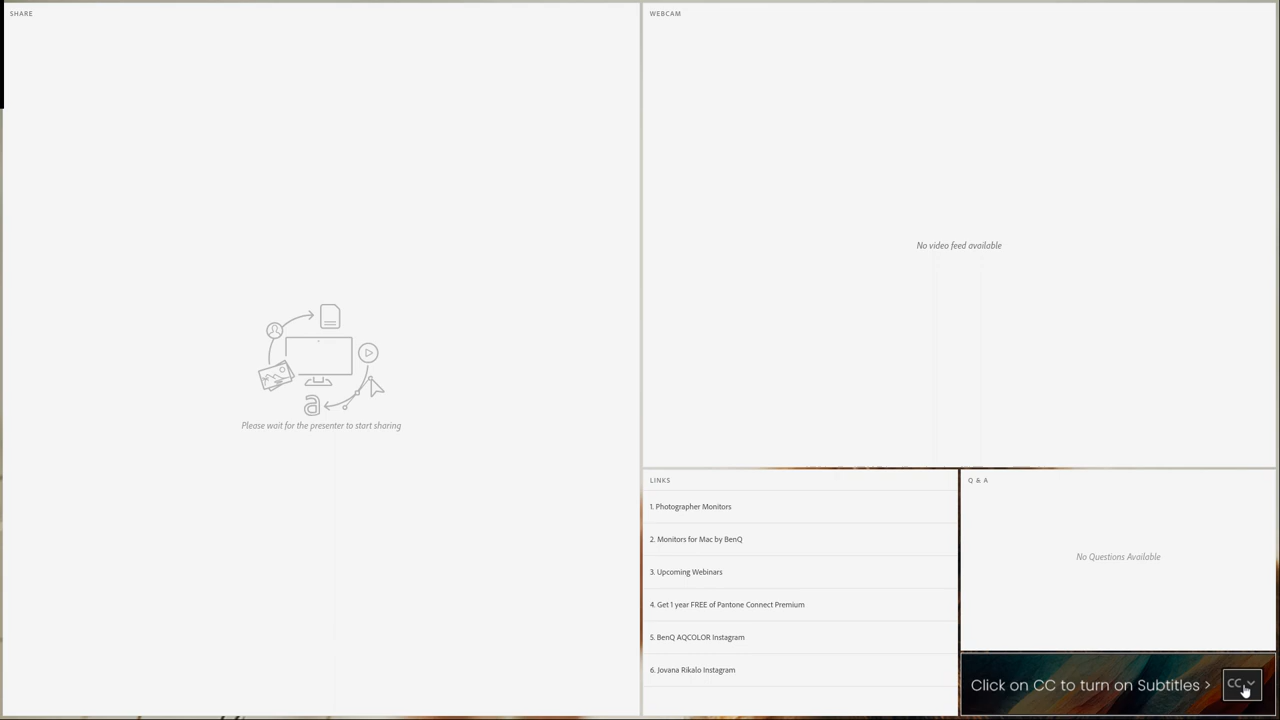 SHARE
Please wait for the presenter to start sharing
WEBCAM
No video feed available
LINKS
1. Photographer Monitors
2. Monitors for Mac by BenQ
3. Upcoming Webinars
4. Get 1 year FREE of Pantone Connect Premium
5. BenQ AQCOLOR Instagram
6. Jovana Rikalo Instagram
Q & A
No Questions Available
Click on CC to turn on Subtitles >
CC